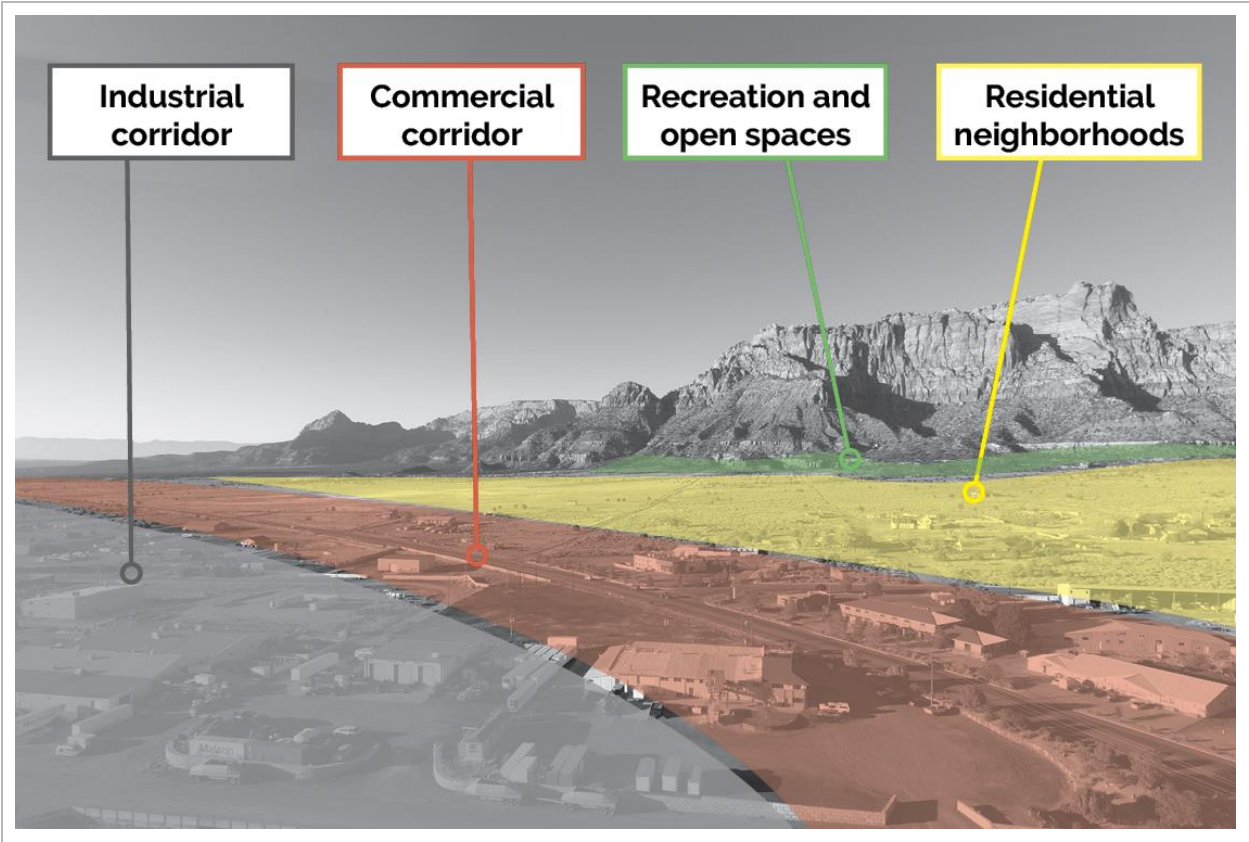 Industrial
corridor
Commercial
corridor
Recreation and
open spaces
Residential
neighborhoods